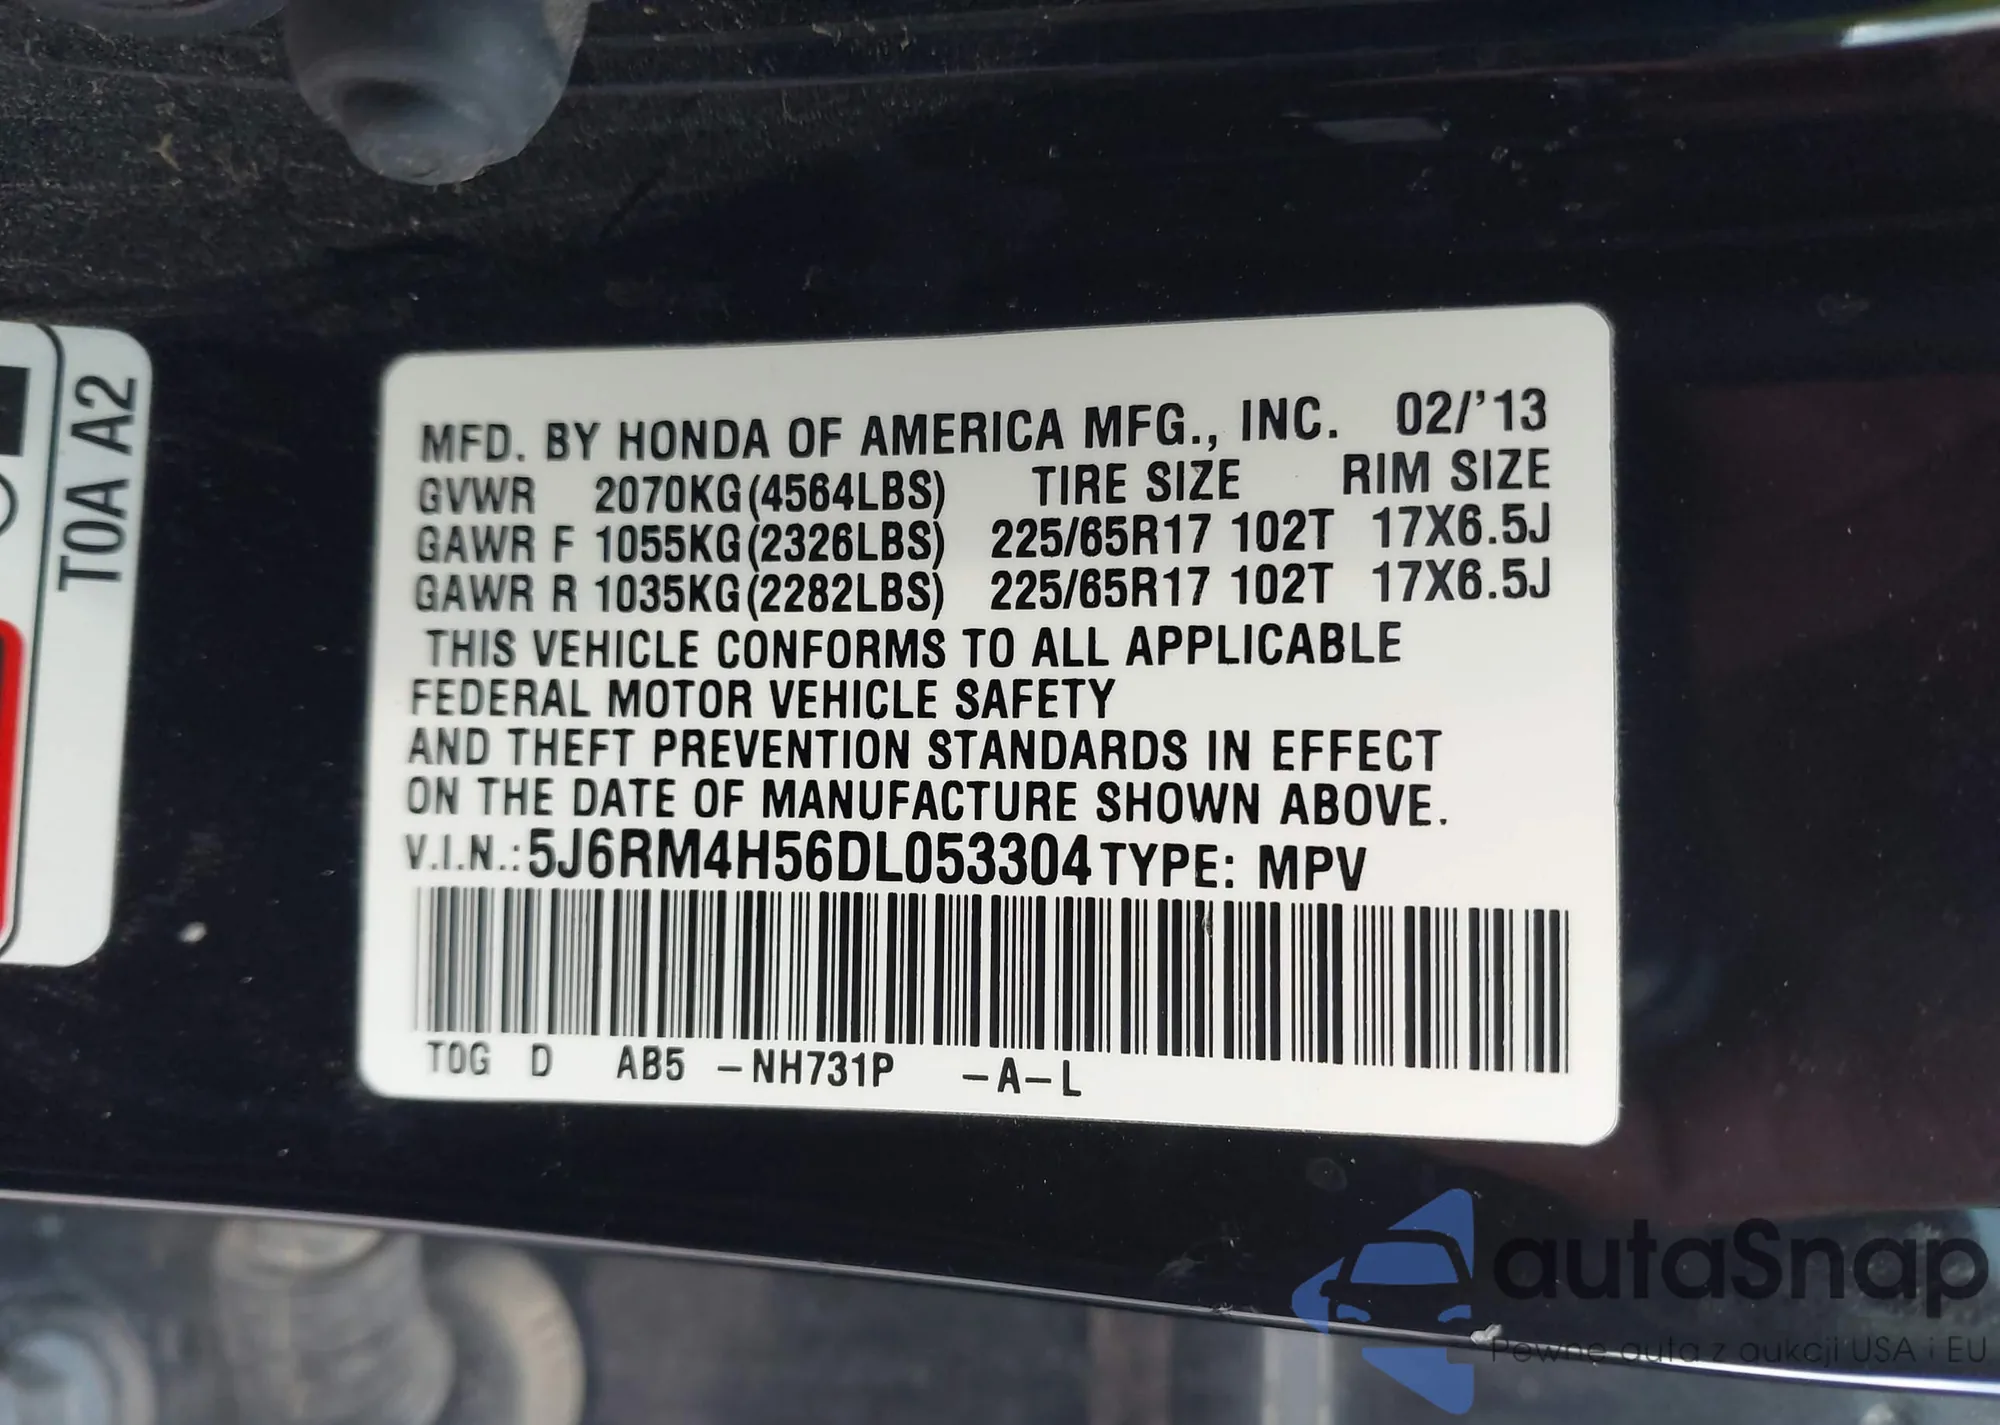 T0A A2
MFD. BY HONDA OF AMERICA MFG., INC. 02/'13
GVWR 2070KG(4564LBS) TIRE SIZE RIM SIZE
GAWR F 1055KG(2326LBS) 225/65R17 102T 17X6.5J
GAWR R 1035KG(2282LBS) 225/65R17 102T 17X6.5J
THIS VEHICLE CONFORMS TO ALL APPLICABLE
FEDERAL MOTOR VEHICLE SAFETY
AND THEFT PREVENTION STANDARDS IN EFFECT
ON THE DATE OF MANUFACTURE SHOWN ABOVE.
V.I.N.:5J6RM4H56DL053304 TYPE: MPV
T0G D AB5 -NH731P -A-L
autaSnap
Pewne auta z aukcji USA i EU